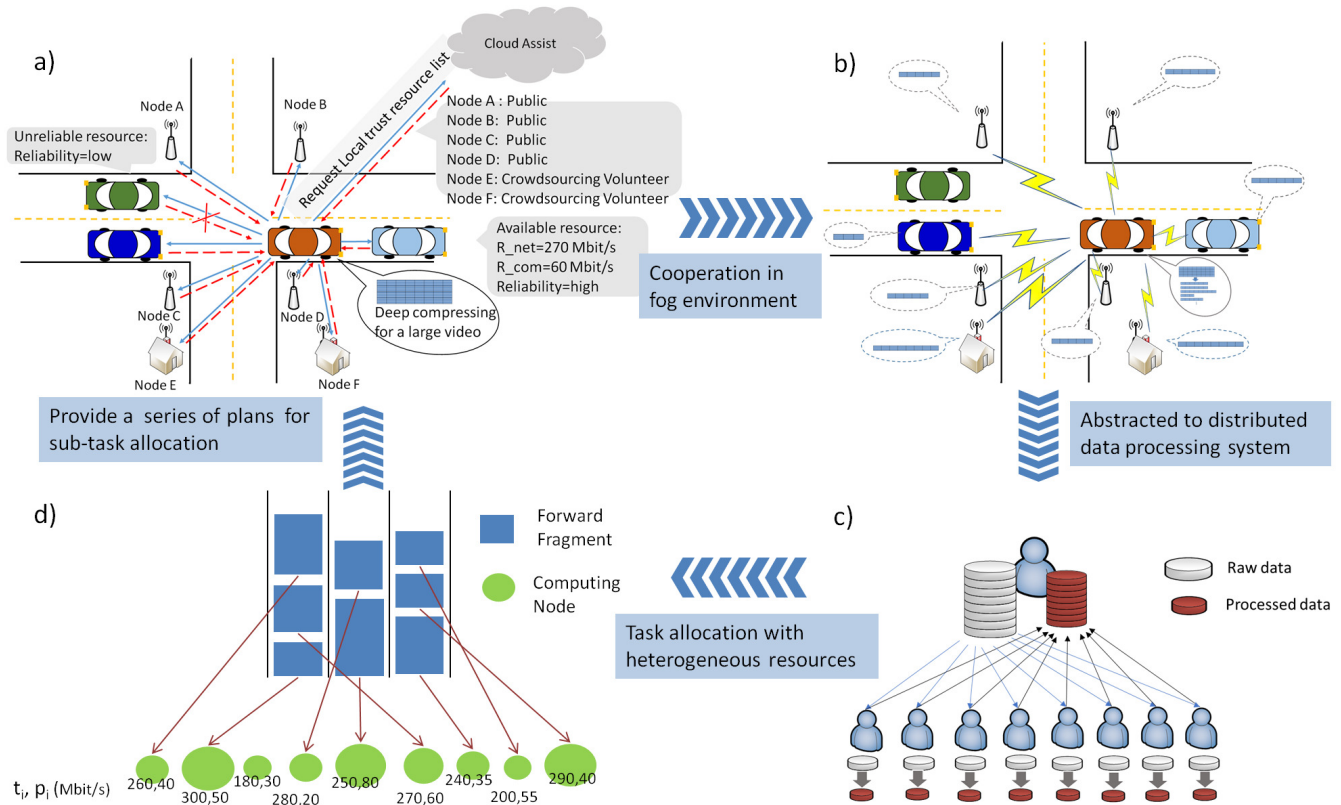 a)
Cloud Assist
Request Local trust resource list
Node A
Node B
Unreliable resource:
Reliability=low
Node A : Public
Node B: Public
Node C: Public
Node D: Public
Node E: Crowdsourcing Volunteer
Node F: Crowdsourcing Volunteer
Available resource:
R_net=270 Mbit/s
R_com=60 Mbit/s
Reliability=high
Node C
Node D
Deep compressing
for a large video
Node E
Node F
Cooperation in
fog environment
b)
Provide a series of plans for
sub-task allocation
Abstracted to distributed
data processing system
d)
Forward
Fragment
Computing
Node
Task allocation with
heterogeneous resources
c)
Raw data
Processed data
tᵢ, pᵢ (Mbit/s)
260,40
300,50
180,30
280.20
250,80
270,60
240,35
200,55
290,40